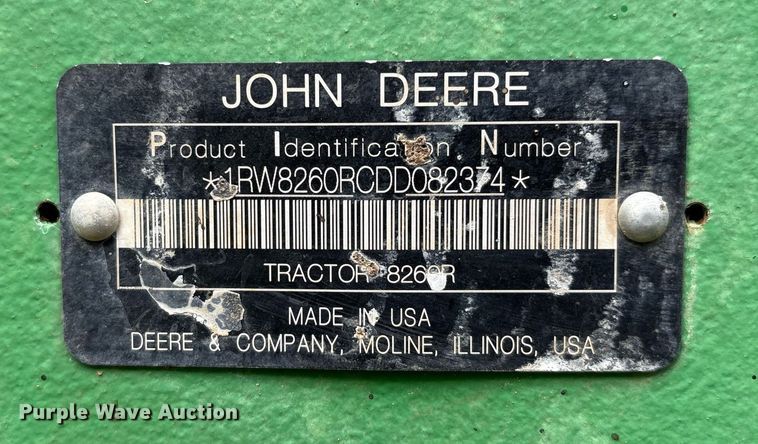 JOHN DEERE
Product Identification Number
*1RW8260RCDD082374*
TRACTOR 8260R
MADE IN USA
DEERE & COMPANY, MOLINE, ILLINOIS, USA
Purple Wave Auction